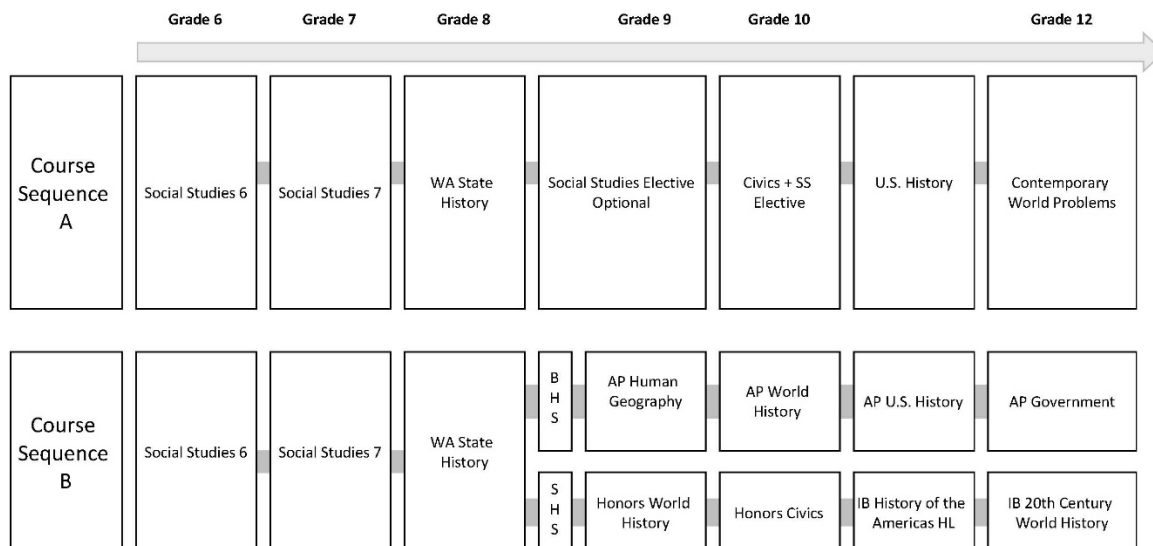 Grade 6 Grade 7 Grade 8 Grade 9 Grade 10 Grade 12
Course
Sequence
A
Social Studies 6
Social Studies 7
WA State
History
Social Studies Elective
Optional
Civics + SS
Elective
U.S. History
Contemporary
World Problems
Course
Sequence
B
Social Studies 6
Social Studies 7
WA State
History
B
H
S
AP Human
Geography
AP World
History
AP U.S. History
AP Government
S
H
S
Honors World
History
Honors Civics
IB History of the
Americas HL
IB 20th Century
World History